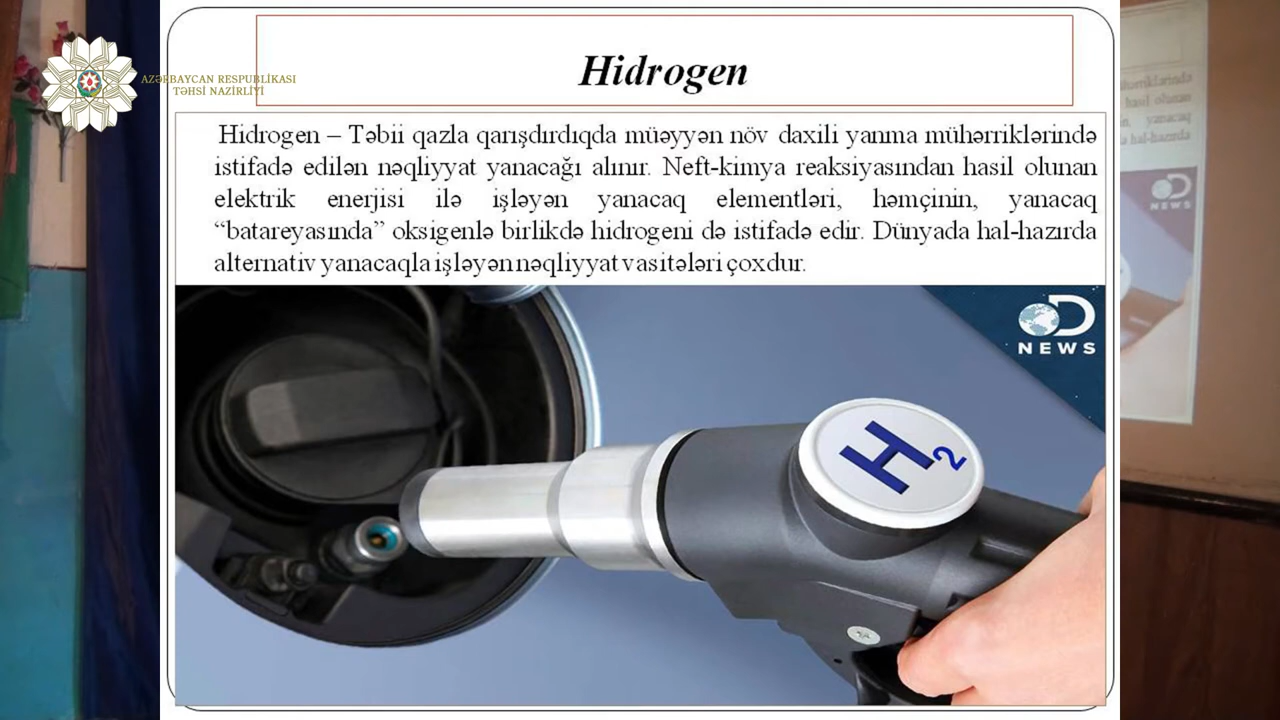 AZƏRBAYCAN RESPUBLİKASI
TƏHSİ NAZİRLİYİ
Hidrogen
Hidrogen – Təbii qazla qarışdırdıqda müəyyən növ daxili yanma mühərriklərində
istifadə edilən nəqliyyat yanacağı alınır. Neft-kimya reaksiyasından hasil olunan
elektrik enerjisi ilə işləyən yanacaq elementləri, həmçinin, yanacaq
“batareyasında” oksigenlə birlikdə hidrogeni də istifadə edir. Dünyada hal-hazırda
alternativ yanacaqla işləyən nəqliyyat vasitələri çoxdur.
D
NEWS
H2
NEWS